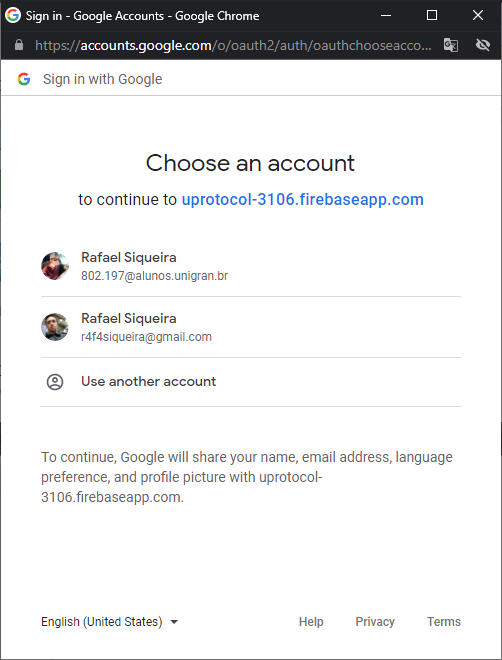 Sign in - Google Accounts - Google Chrome
https://accounts.google.com/o/oauth2/auth/oauthchooseacco...
Sign in with Google
Choose an account
to continue to uprotocol-3106.firebaseapp.com
Rafael Siqueira
802.197@alunos.unigran.br
Rafael Siqueira
r4f4siqueira@gmail.com
Use another account
To continue, Google will share your name, email address, language
preference, and profile picture with uprotocol-
3106.firebaseapp.com.
English (United States) Help Privacy Terms